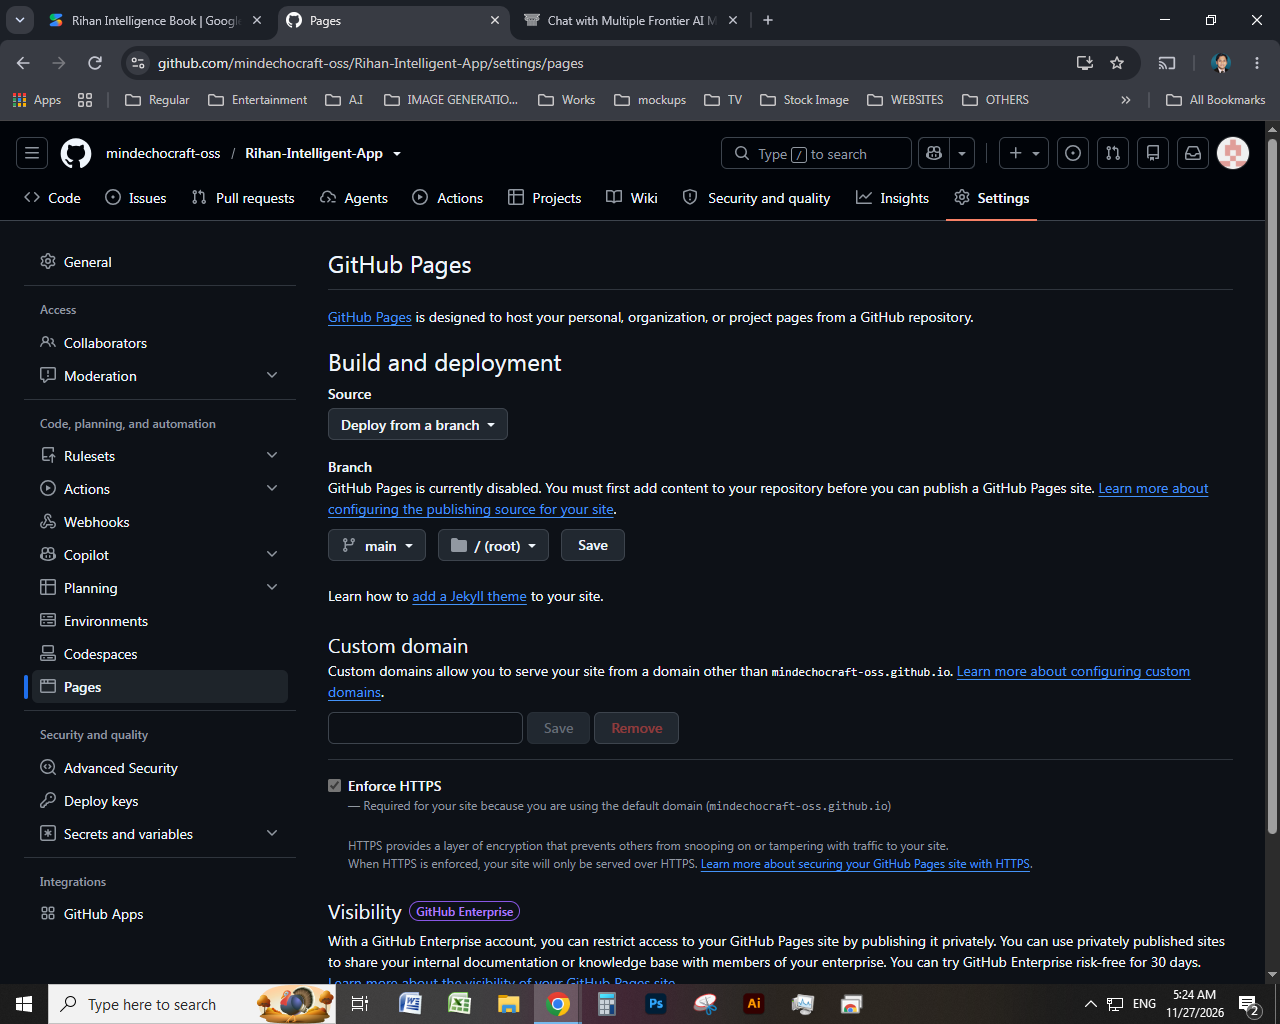 Rihan Intelligence Book | Googl
Pages
Chat with Multiple Frontier AI M
github.com/mindechocraft-oss/Rihan-Intelligent-App/settings/pages
Apps
Regular
Entertainment
A.I
IMAGE GENERATIO...
Works
mockups
TV
Stock Image
WEBSITES
OTHERS
»
All Bookmarks
mindechocraft-oss / Rihan-Intelligent-App
Type / to search
Code
Issues
Pull requests
Agents
Actions
Projects
Wiki
Security and quality
Insights
Settings
General
Access
Collaborators
Moderation
Code, planning, and automation
Rulesets
Actions
Webhooks
Copilot
Planning
Environments
Codespaces
Pages
Security and quality
Advanced Security
Deploy keys
Secrets and variables
Integrations
GitHub Apps
GitHub Pages
GitHub Pages is designed to host your personal, organization, or project pages from a GitHub repository.
Build and deployment
Source
Deploy from a branch
Branch
GitHub Pages is currently disabled. You must first add content to your repository before you can publish a GitHub Pages site. Learn more about
configuring the publishing source for your site.
main
/ (root)
Save
Learn how to add a Jekyll theme to your site.
Custom domain
Custom domains allow you to serve your site from a domain other than mindechocraft-oss.github.io. Learn more about configuring custom
domains.
Save
Remove
Enforce HTTPS
— Required for your site because you are using the default domain (mindechocraft-oss.github.io)
HTTPS provides a layer of encryption that prevents others from snooping on or tampering with traffic to your site.
When HTTPS is enforced, your site will only be served over HTTPS. Learn more about securing your GitHub Pages site with HTTPS.
Visibility GitHub Enterprise
With a GitHub Enterprise account, you can restrict access to your GitHub Pages site by publishing it privately. You can use privately published sites
to share your internal documentation or knowledge base with members of your enterprise. You can try GitHub Enterprise risk-free for 30 days.
Learn more about the visibility of your GitHub Pages site
Type here to search
Ps
Ai
ENG
5:24 AM
11/27/2026
2